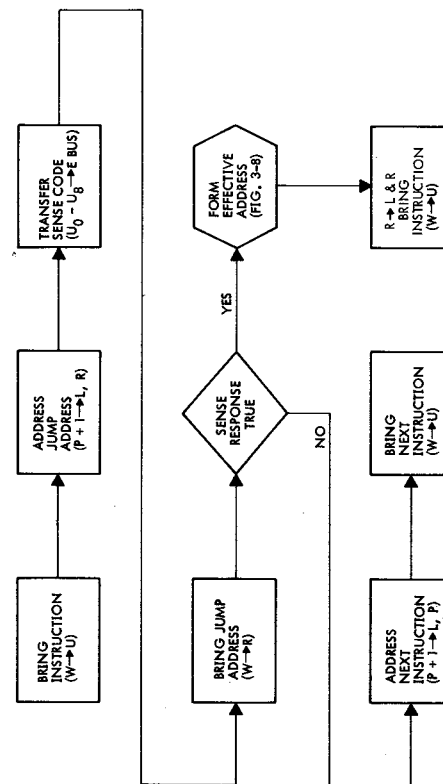 BRING
INSTRUCTION
(W→U)
ADDRESS
JUMP
ADDRESS
(P + 1→L, R)
TRANSFER
SENSE CODE
(U₀ - U₈→E BUS)
BRING JUMP
ADDRESS
(W→R)
SENSE
RESPONSE
TRUE
YES
NO
FORM
EFFECTIVE
ADDRESS
(FIG. 3-8)
R→L & R
BRING
INSTRUCTION
(W→U)
ADDRESS
NEXT
INSTRUCTION
(P + 1→L, P)
BRING
NEXT
INSTRUCTION
(W→U)